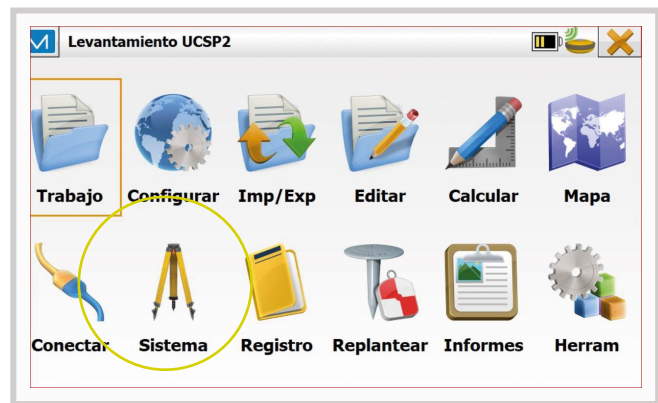 Levantamiento UCSP2
Trabajo Configurar Imp/Exp Editar Calcular Mapa
Conectar Sistema Registro Replantear Informes Herram